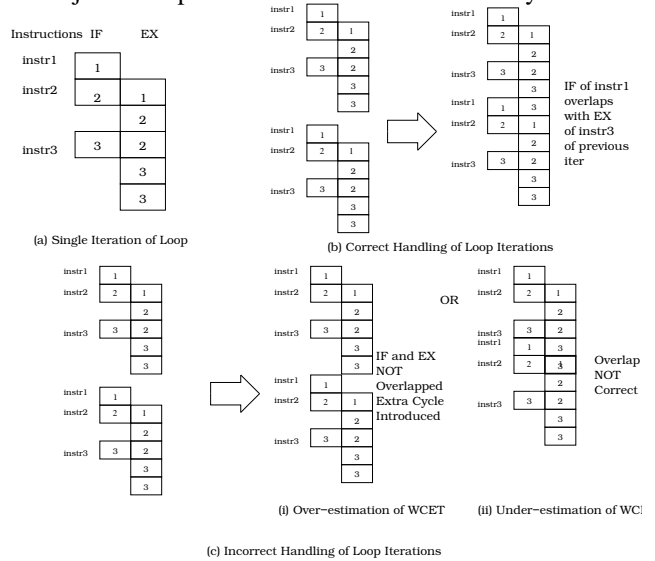 Instructions IF EX
instr1
1
instr2
2 1
2
instr3
3 2
3
3
(a) Single Iteration of Loop
instr1
1
instr2
2 1
2
instr3
3 2
3
3
instr1
1
instr2
2 1
2
instr3
3 2
3
3
instr1
1
instr2
2 1
2
instr3
3 2
3
instr1
1 3
instr2
2 1
2
instr3
3 2
3
3
IF of instr1
overlaps
with EX
of instr3
of previous
iter
(b) Correct Handling of Loop Iterations
instr1
1
instr2
2 1
2
instr3
3 2
3
3
instr1
1
instr2
2 1
2
instr3
3 2
3
3
instr1
1
instr2
2 1
2
instr3
3 2
3
3
instr1
1
instr2
2 1
2
instr3
3 2
3
3
IF and EX
NOT
Overlapped
Extra Cycle
Introduced
(i) Over−estimation of WCET
OR
instr1
1
instr2
2 1
2
instr3
3 2
instr1
1 3
instr2
2
2
instr3
3 2
3
3
Overlap
NOT
Correct
(ii) Under−estimation of
(c) Incorrect Handling of Loop Iterations